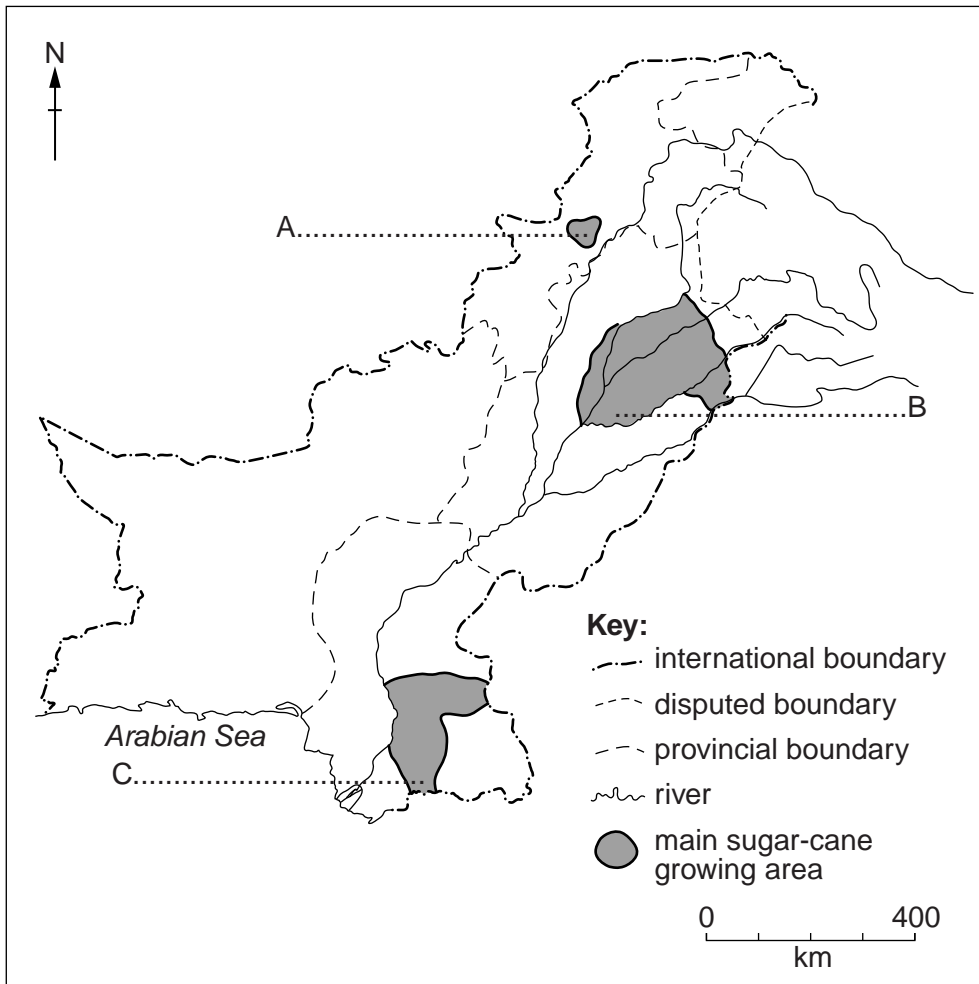 N
A
B
Key:
international boundary
disputed boundary
Arabian Sea
provincial boundary
C
river
main sugar-cane
growing area
0 400
km